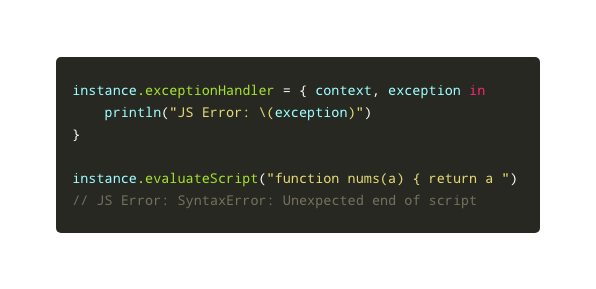 instance.exceptionHandler = { context, exception in
    println("JS Error: \(exception)")
}

instance.evaluateScript("function nums(a) { return a ")
// JS Error: SyntaxError: Unexpected end of script